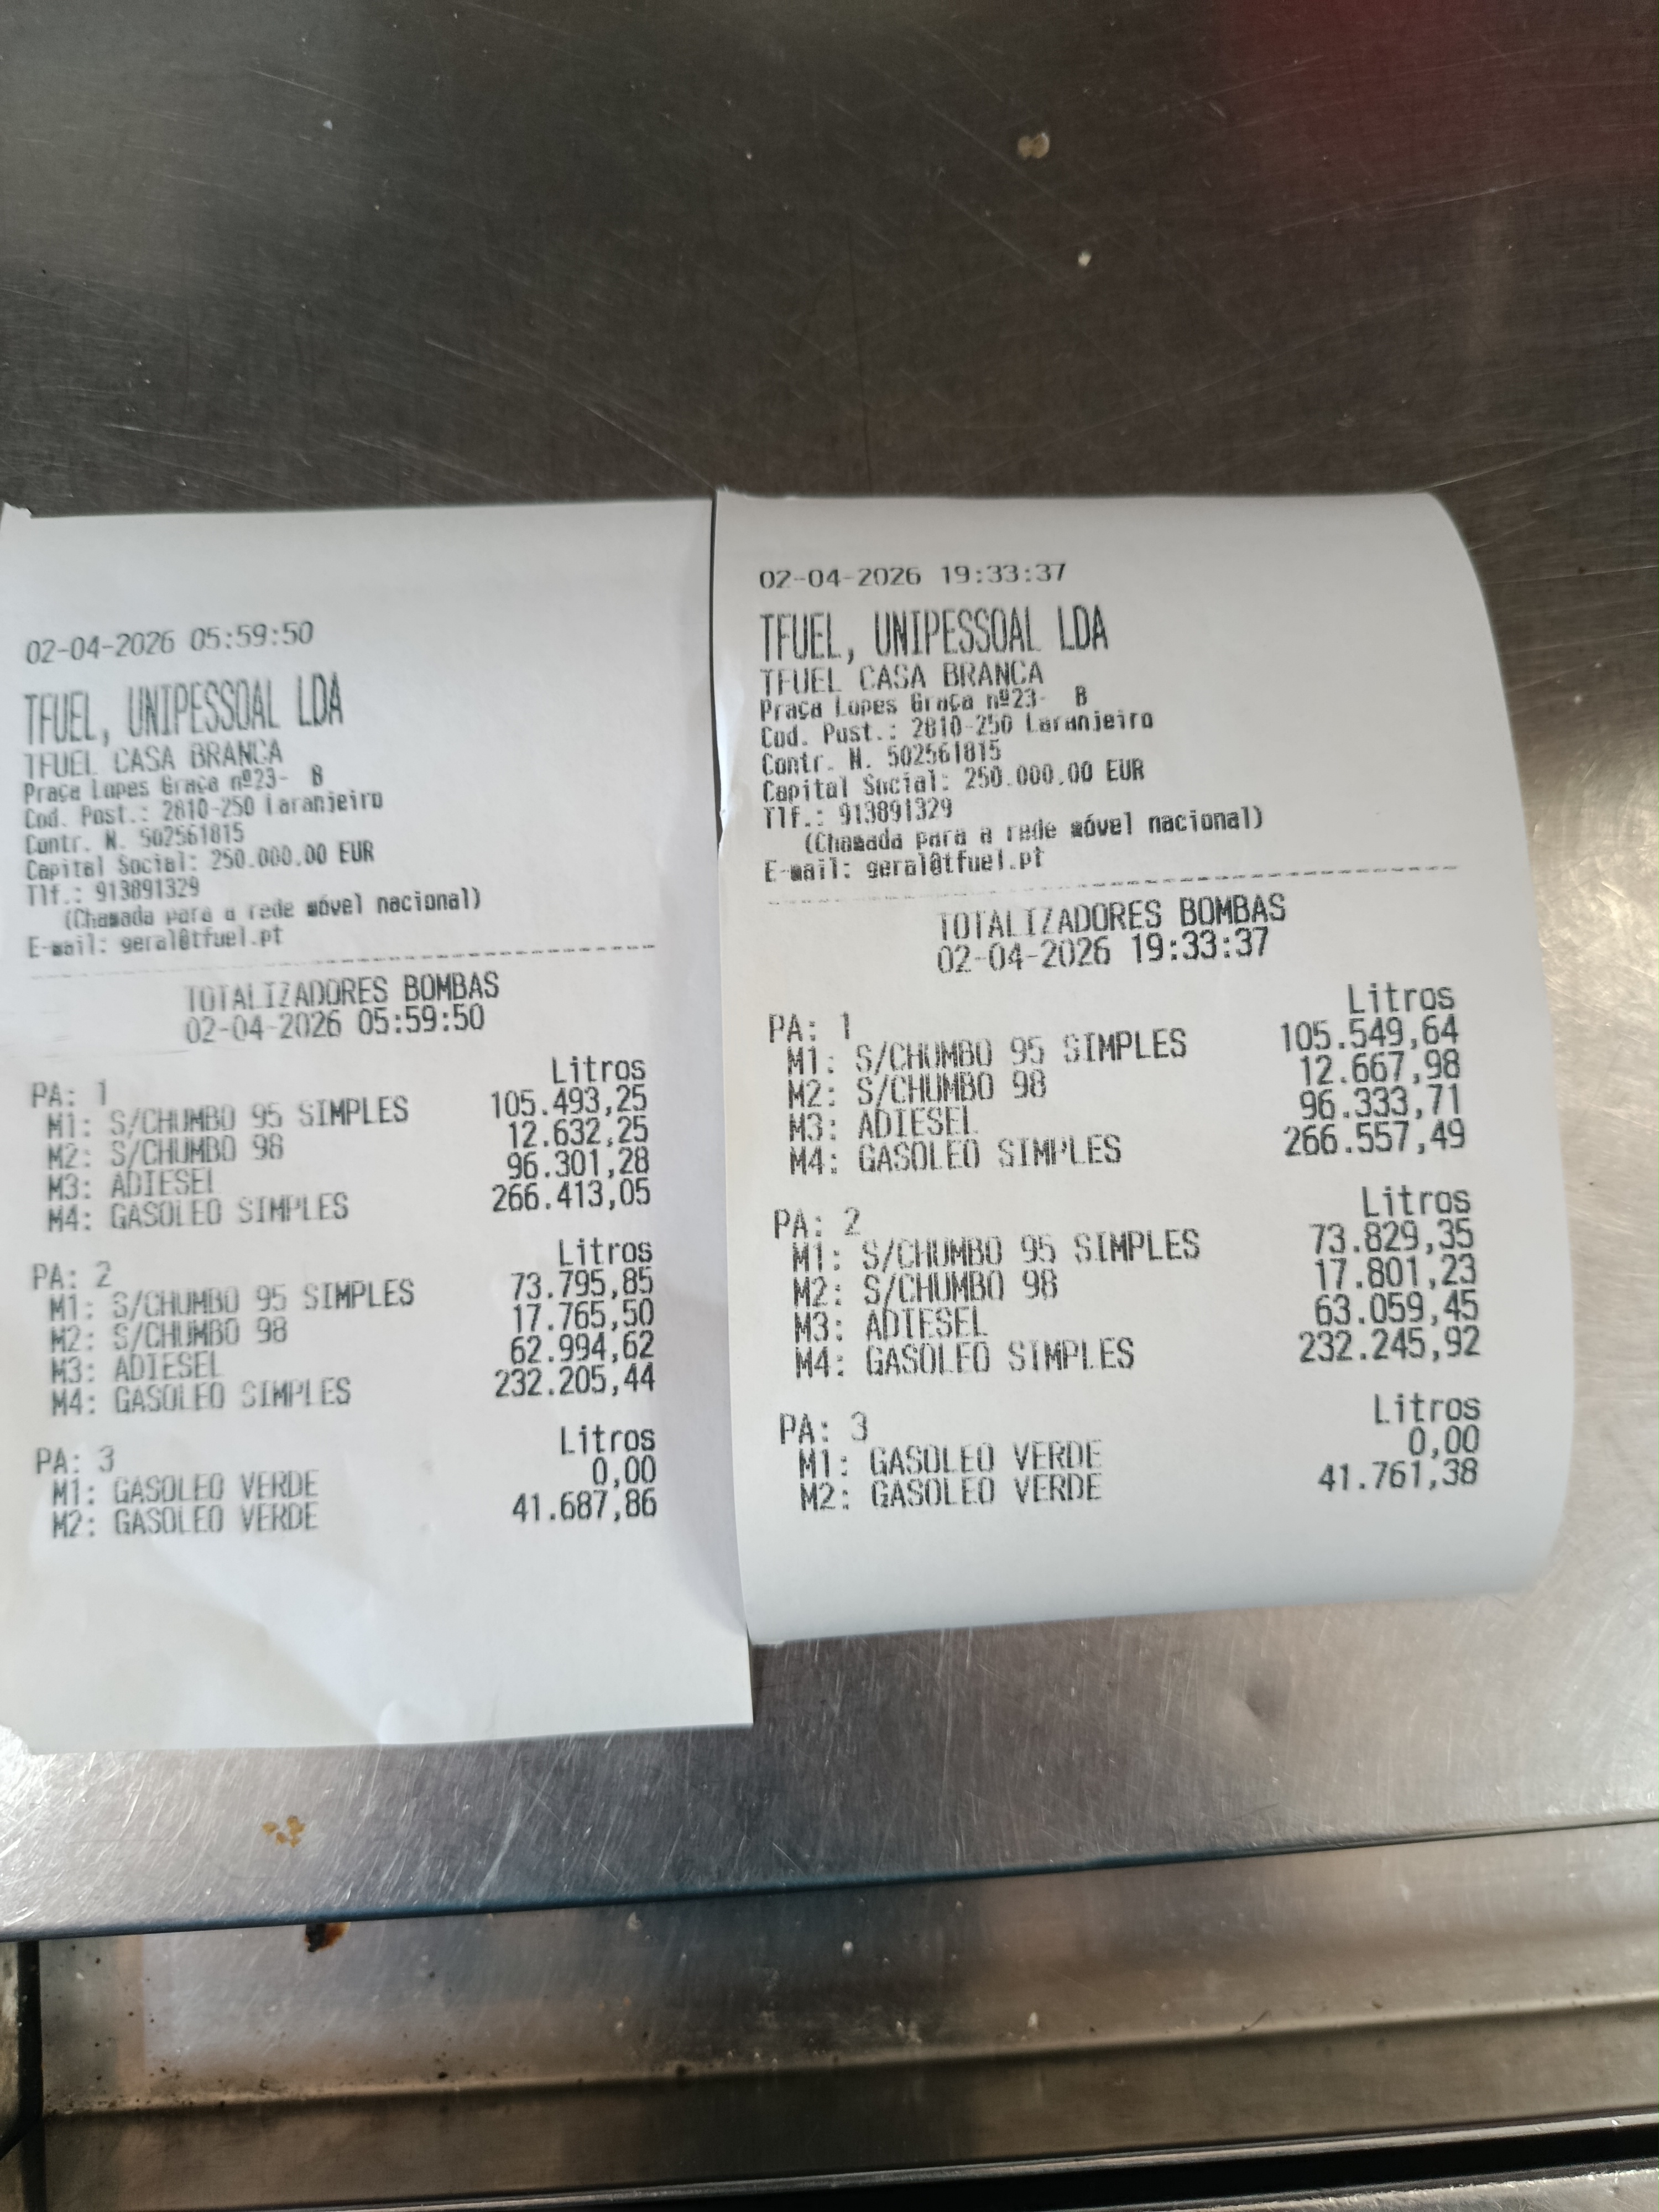 02-04-2026 05:59:50
TFUEL, UNIPESSOAL LDA
TFUEL CASA BRANCA
Praça Lopes Graça nº23- B
Cod. Post.: 2810-250 Laranjeiro
Contr. N. 502561815
Capital Social: 250.000,00 EUR
Tlf.: 913891329
(Chamada para a rede móvel nacional)
E-mail: geral@tfuel.pt
TOTALIZADORES BOMBAS
02-04-2026 05:59:50
PA: 1 Litros
M1: S/CHUMBO 95 SIMPLES 105.493,25
M2: S/CHUMBO 98 12.632,25
M3: ADIESEL 96.301,28
M4: GASOLEO SIMPLES 266.413,05
PA: 2 Litros
M1: S/CHUMBO 95 SIMPLES 73.795,85
M2: S/CHUMBO 98 17.765,50
M3: ADIESEL 62.994,62
M4: GASOLEO SIMPLES 232.205,44
PA: 3 Litros
M1: GASOLEO VERDE 0,00
M2: GASOLEO VERDE 41.687,86
02-04-2026 19:33:37
TFUEL, UNIPESSOAL LDA
TFUEL CASA BRANCA
Praça Lopes Graça nº23- B
Cod. Post.: 2810-250 Laranjeiro
Contr. N. 502561815
Capital Social: 250.000,00 EUR
Tlf.: 913891329
(Chamada para a rede móvel nacional)
E-mail: geral@tfuel.pt
TOTALIZADORES BOMBAS
02-04-2026 19:33:37
PA: 1 Litros
M1: S/CHUMBO 95 SIMPLES 105.549,64
M2: S/CHUMBO 98 12.667,98
M3: ADIESEL 96.333,71
M4: GASOLEO SIMPLES 266.557,49
PA: 2 Litros
M1: S/CHUMBO 95 SIMPLES 73.829,35
M2: S/CHUMBO 98 17.801,23
M3: ADIESEL 63.059,45
M4: GASOLEO SIMPLES 232.245,92
PA: 3 Litros
M1: GASOLEO VERDE 0,00
M2: GASOLEO VERDE 41.761,38